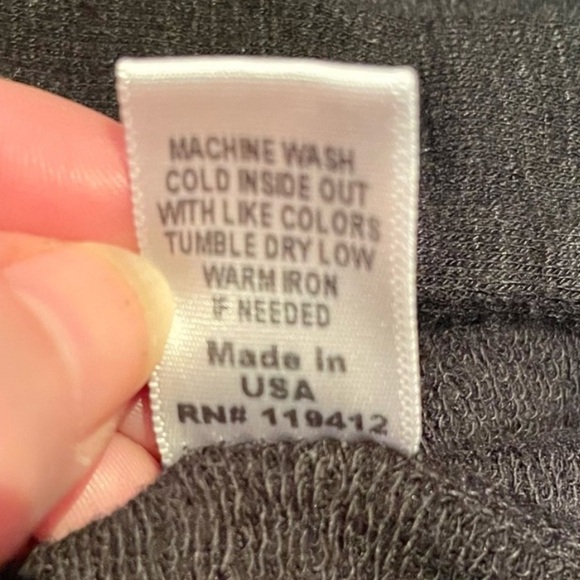 MACHINE WASH
COLD INSIDE OUT
WITH LIKE COLORS
TUMBLE DRY LOW
WARM IRON
IF NEEDED
Made in
USA
RN# 119412